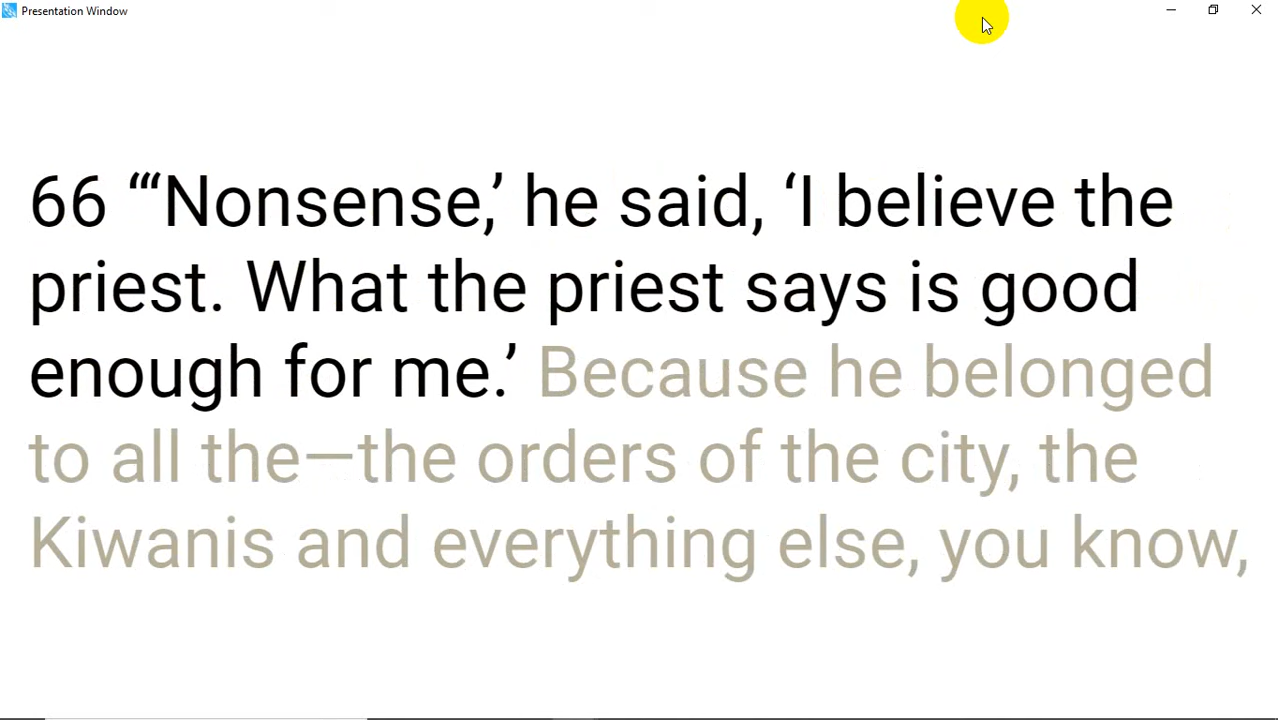 Presentation Window
66 “‘Nonsense,’ he said, ‘I believe the
priest. What the priest says is good
enough for me.’ Because he belonged
to all the—the orders of the city, the
Kiwanis and everything else, you know,